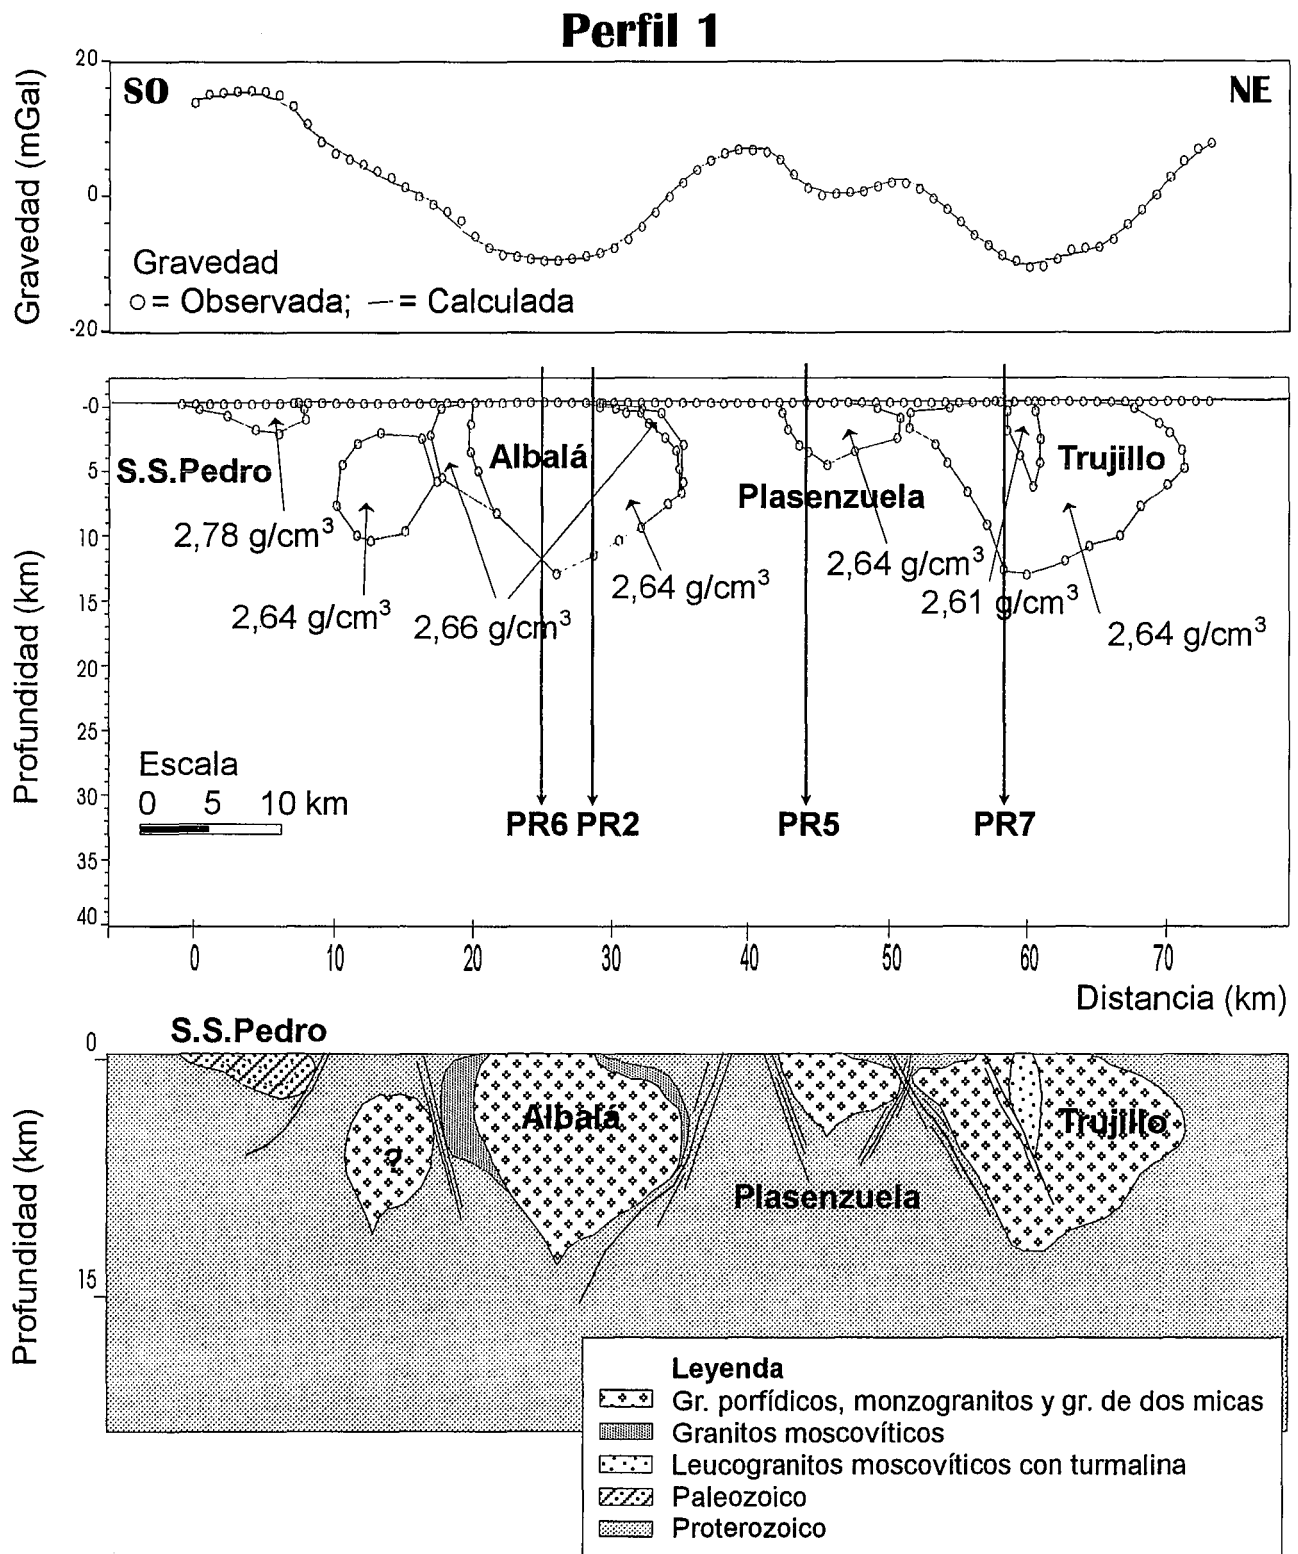 Perfil 1
20
SO
NE
Gravedad (mGal)
0
Gravedad
o = Observada; — = Calculada
-20
-0
S.S.Pedro
Albalá
Trujillo
5
Plasenzuela
2,78 g/cm³
10
2,64 g/cm³
2,64 g/cm³
2,61 g/cm³
15
2,64 g/cm³
2,66 g/cm³
2,64 g/cm³
Profundidad (km)
20
25
Escala
0 5 10 km
30
PR6 PR2 PR5 PR7
35
40
0 10 20 30 40 50 60 70
Distancia (km)
S.S.Pedro
0
Albalá
Trujillo
?
Plasenzuela
Profundidad (km)
15
Leyenda
Gr. porfídicos, monzogranitos y gr. de dos micas
Granitos moscovíticos
Leucogranitos moscovíticos con turmalina
Paleozoico
Proterozoico